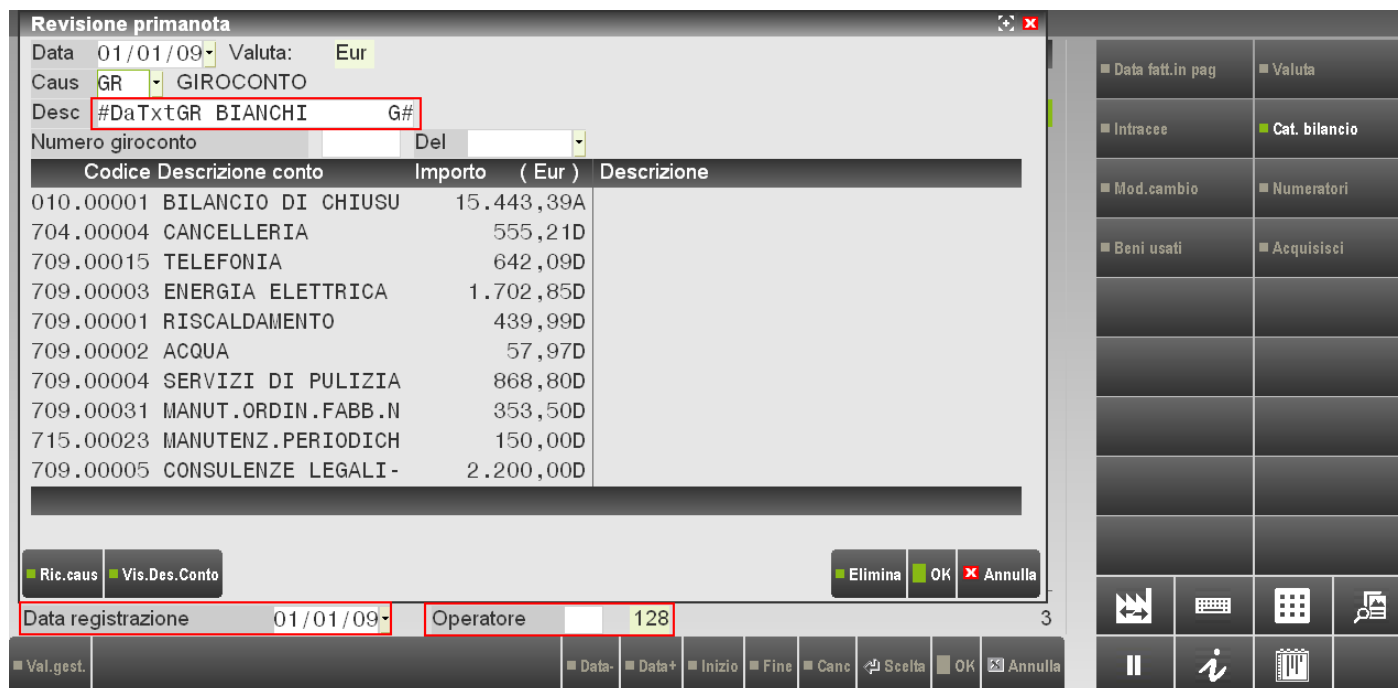 Revisione primanota
Data 01/01/09 Valuta: Eur
Caus GR GIROCONTO
Desc #DaTxtGR BIANCHI G#
Numero giroconto Del
Codice Descrizione conto Importo ( Eur ) Descrizione
010.00001 BILANCIO DI CHIUSU 15.443,39A
704.00004 CANCELLERIA 555,21D
709.00015 TELEFONIA 642,09D
709.00003 ENERGIA ELETTRICA 1.702,85D
709.00001 RISCALDAMENTO 439,99D
709.00002 ACQUA 57,97D
709.00004 SERVIZI DI PULIZIA 868,80D
709.00031 MANUT.ORDIN.FABB.N 353,50D
715.00023 MANUTENZ.PERIODICH 150,00D
709.00005 CONSULENZE LEGALI- 2.200,00D
Ric.caus Vis.Des.Conto Elimina OK Annulla
Data registrazione 01/01/09 Operatore 128 3
Val.gest. Data- Data+ Inizio Fine Canc Scelta OK Annulla
Data fatt.in pag Valuta
Intracee Cat. bilancio
Mod.cambio Numeratori
Beni usati Acquisisci